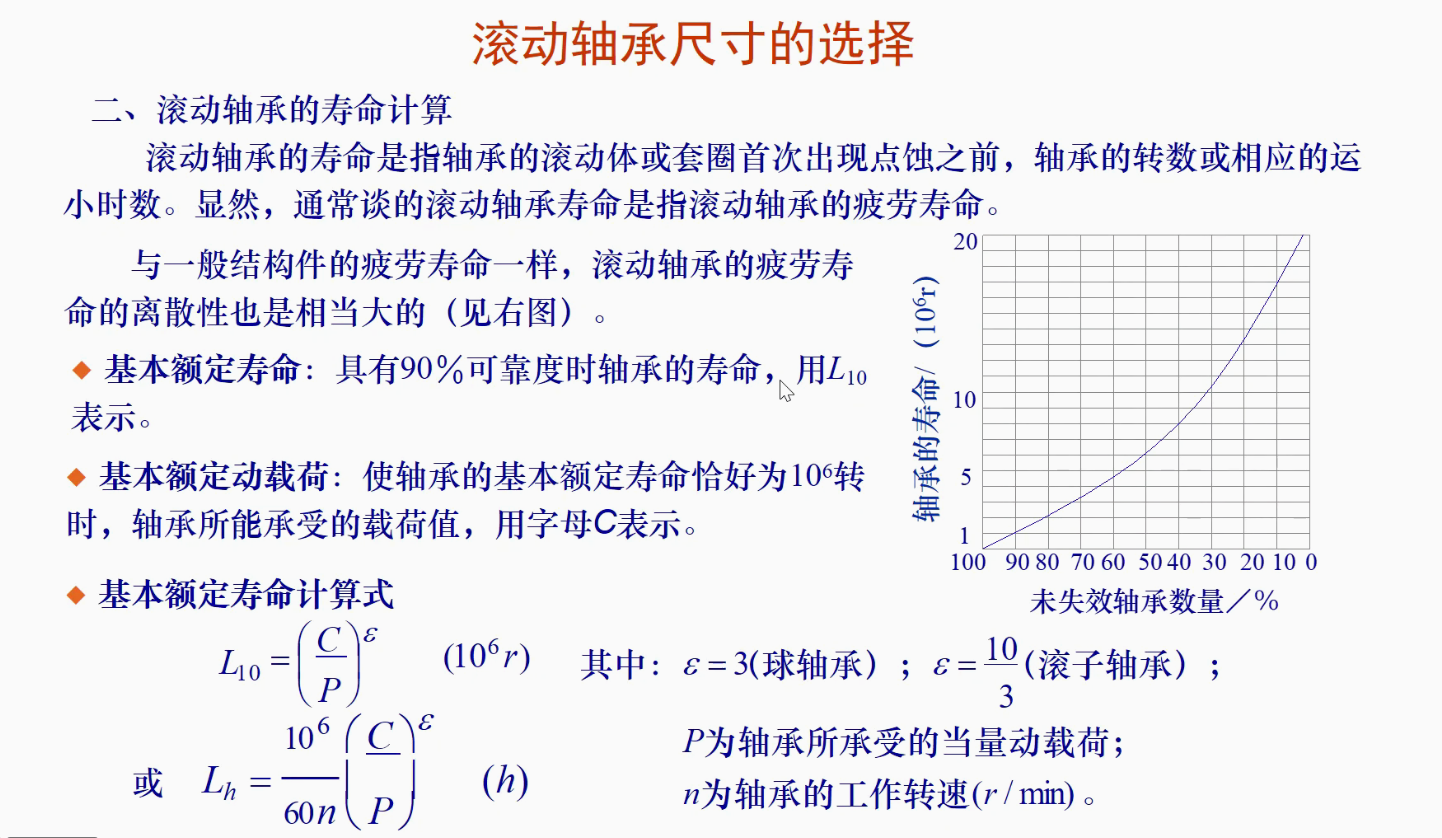 滚动轴承尺寸的选择
二、滚动轴承的寿命计算
滚动轴承的寿命是指轴承的滚动体或套圈首次出现点蚀之前，轴承的转数或相应的运
小时数。显然，通常谈的滚动轴承寿命是指滚动轴承的疲劳寿命。
与一般结构件的疲劳寿命一样，滚动轴承的疲劳寿
命的离散性也是相当大的（见右图）。
◆ 基本额定寿命：具有90％可靠度时轴承的寿命，用L₁₀
表示。
◆ 基本额定动载荷：使轴承的基本额定寿命恰好为10⁶转
时，轴承所能承受的载荷值，用字母C表示。
轴承的寿命/（10⁶r）
20
10
5
1
100 90 80 70 60 50 40 30 20 10 0
未失效轴承数量／%
◆ 基本额定寿命计算式
L₁₀ = (C/P)^ε (10⁶ r) 其中：ε = 3(球轴承）；ε = 10/3 (滚子轴承）；
或 Lₕ = 10⁶/60n (C/P)^ε (h)
P为轴承所承受的当量动载荷；
n为轴承的工作转速(r / min) 。